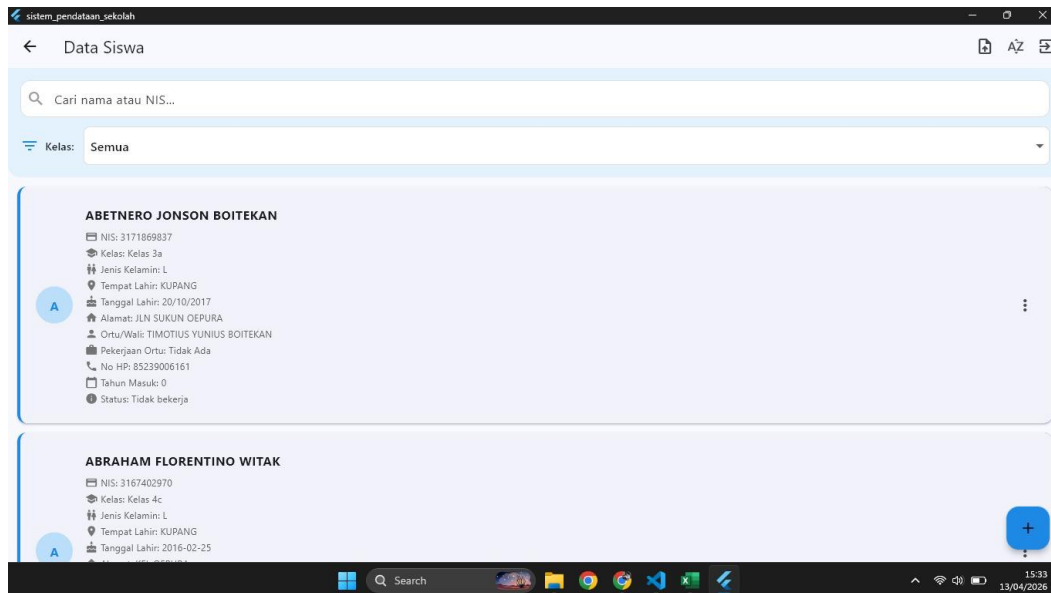 sistem_pendataan_sekolah
Data Siswa
AZ
Cari nama atau NIS...
Kelas: Semua
ABETNERO JONSON BOITEKAN
NIS: 3171869837
Kelas: Kelas 3a
Jenis Kelamin: L
Tempat Lahir: KUPANG
A
Tanggal Lahir: 20/10/2017
Alamat: JLN SUKUN OEPURA
Ortu/Wali: TIMOTIUS YUNIUS BOITEKAN
Pekerjaan Ortu: Tidak Ada
No HP: 85239006161
Tahun Masuk: 0
Status: Tidak bekerja
ABRAHAM FLORENTINO WITAK
NIS: 3167402970
Kelas: Kelas 4c
Jenis Kelamin: L
Tempat Lahir: KUPANG
A
Tanggal Lahir: 2016-02-25
Search
15:33
13/04/2026